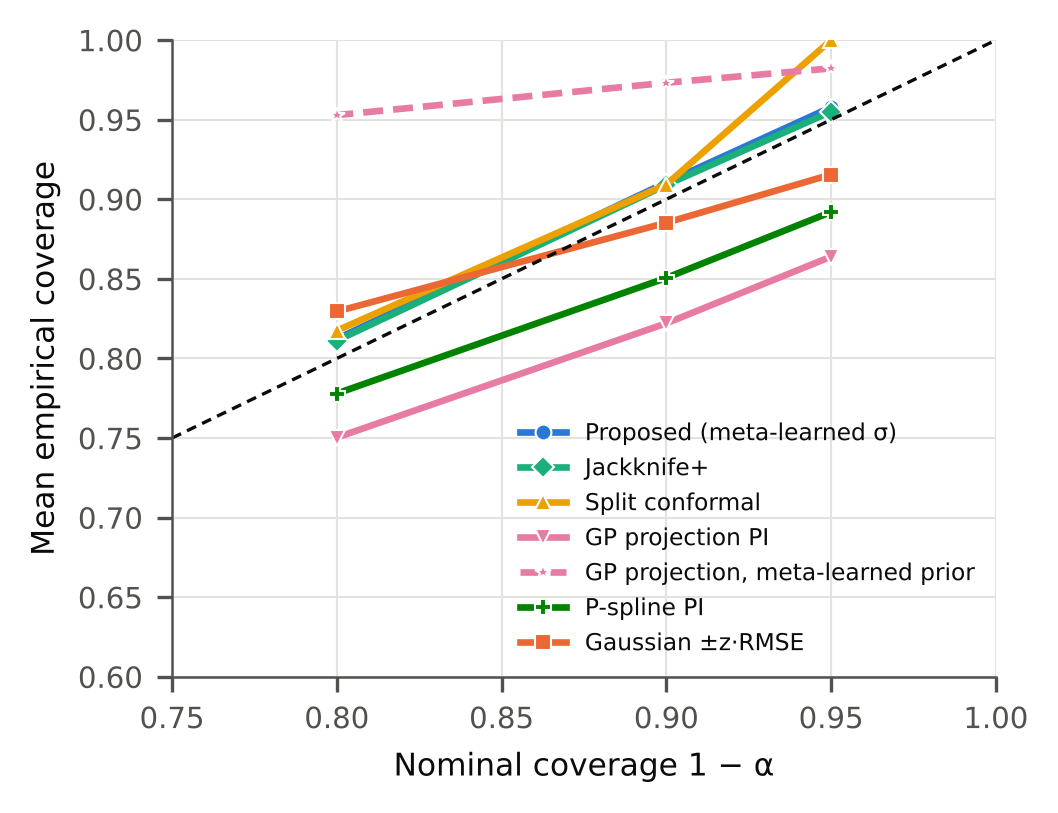 1.00
0.95
0.90
0.85
0.80
0.75
0.70
0.65
0.60
Mean empirical coverage
Proposed (meta-learned σ)
Jackknife+
Split conformal
GP projection PI
GP projection, meta-learned prior
P-spline PI
Gaussian ±z·RMSE
0.75 0.80 0.85 0.90 0.95 1.00
Nominal coverage 1 − α